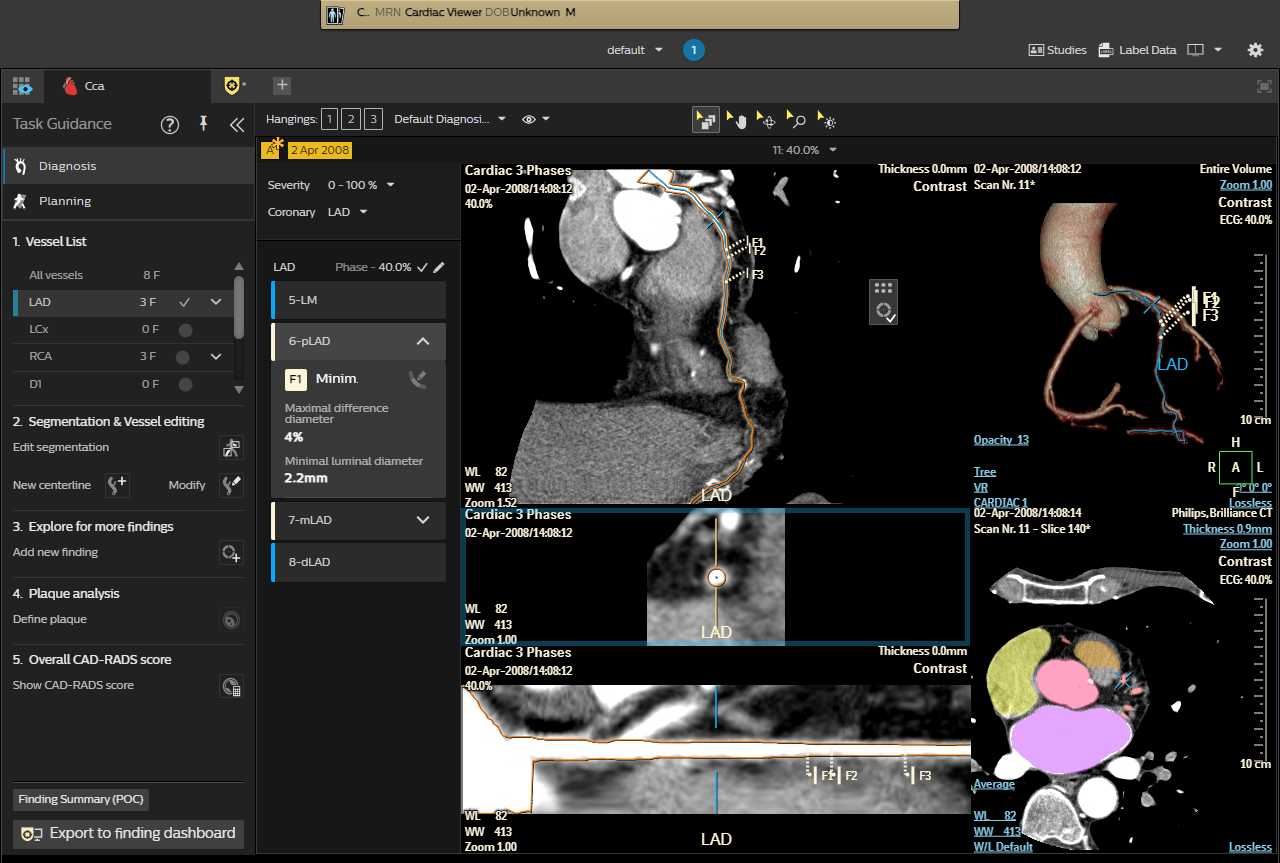 C.. MRN Cardiac Viewer DOBUnknown M
default 1
Studies Label Data
Cca
Task Guidance
Hangings: 1 2 3 Default Diagnosi...
A 2 Apr 2008
11: 40.0%
Diagnosis
Planning
1. Vessel List
All vessels 8 F
LAD 3 F
LCx 0 F
RCA 3 F
D1 0 F
2. Segmentation & Vessel editing
Edit segmentation
New centerline Modify
3. Explore for more findings
Add new finding
4. Plaque analysis
Define plaque
5. Overall CAD-RADS score
Show CAD-RADS score
Finding Summary (POC)
Export to finding dashboard
Severity 0 - 100 %
Coronary LAD
LAD Phase - 40.0%
5-LM
6-pLAD
F1 Minim.
Maximal difference
diameter
4%
Minimal luminal diameter
2.2mm
7-mLAD
8-dLAD
Cardiac 3 Phases
02-Apr-2008/14:08:12
40.0%
Thickness 0.0mm
Contrast
F1
F2
F3
WL 82
WW 413
Zoom 1.52
LAD
Cardiac 3 Phases
02-Apr-2008/14:08:12
WL 82
WW 413
Zoom 1.00
LAD
Cardiac 3 Phases
02-Apr-2008/14:08:12
40.0%
Thickness 0.0mm
Contrast
F1 F2 F3
WL 82
WW 413
Zoom 1.00
LAD
02-Apr-2008/14:08:12
Scan Nr. 11*
Entire Volume
Zoom 1.00
Contrast
ECG: 40.0%
F1
F2
F3
LAD
10 cm
Opacity 13
Tree
VR
CARDIAC 1
H
R A L
F
0° 0° 0°
Lossless
02-Apr-2008/14:08:14
Scan Nr. 11 - Slice 140*
Philips,Brilliance CT
Thickness 0.9mm
Zoom 1.00
Contrast
ECG: 40.0%
10 cm
Average
WL 82
WW 413
W/L Default
Lossless